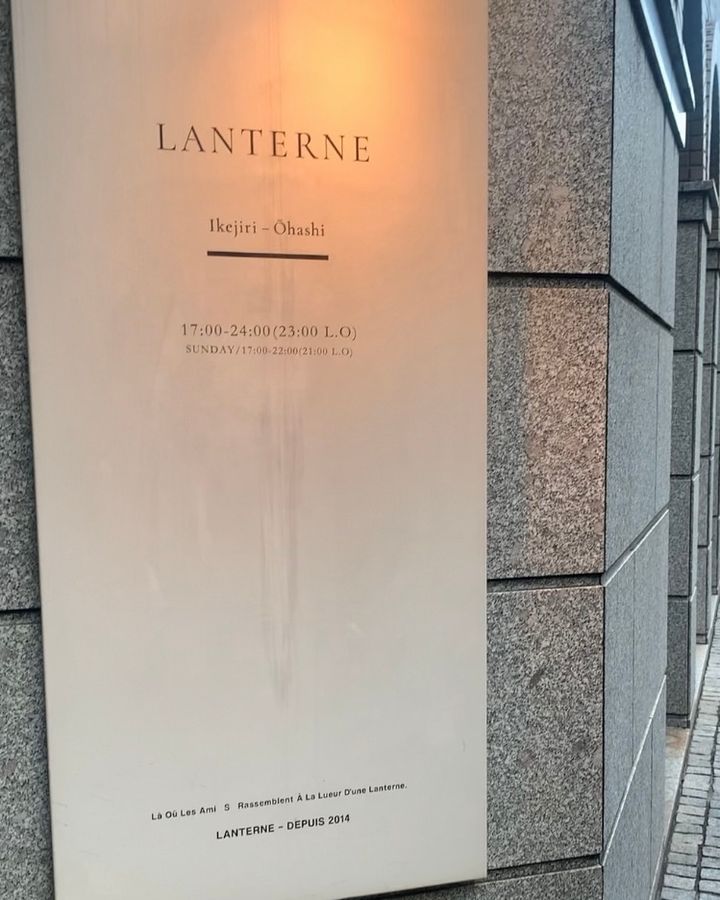 LANTERNE
Ikejiri – Ōhashi
17:00-24:00(23:00 L.O)
SUNDAY/17:00-22:00(21:00 L.O)
Là Où Les Ami S Rassemblent À La Lueur D'une Lanterne.
LANTERNE – DEPUIS 2014